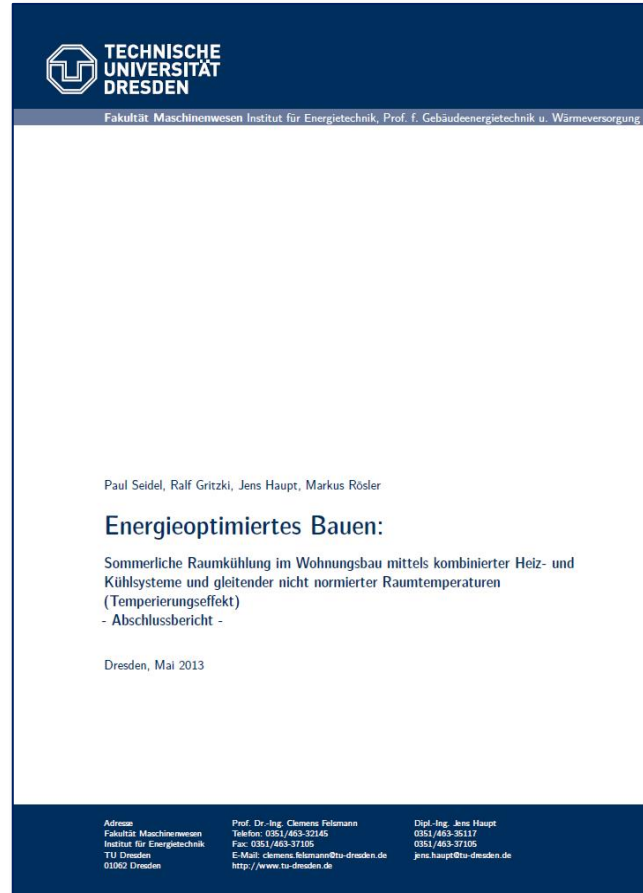 TECHNISCHE
UNIVERSITÄT
DRESDEN
Fakultät Maschinenwesen Institut für Energietechnik, Prof. f. Gebäudeenergietechnik u. Wärmeversorgung
Paul Seidel, Ralf Gritzki, Jens Haupt, Markus Rösler
Energieoptimiertes Bauen:
Sommerliche Raumkühlung im Wohnungsbau mittels kombinierter Heiz- und
Kühlsysteme und gleitender nicht normierter Raumtemperaturen
(Temperierungseffekt)
- Abschlussbericht -
Dresden, Mai 2013
Adresse
Fakultät Maschinenwesen
Institut für Energietechnik
TU Dresden
01062 Dresden
Prof. Dr.-Ing. Clemens Felsmann
Telefon: 0351/463-32145
Fax: 0351/463-37105
E-Mail: clemens.felsmann@tu-dresden.de
http://www.tu-dresden.de
Dipl.-Ing. Jens Haupt
0351/463-35117
0351/463-37105
jens.haupt@tu-dresden.de